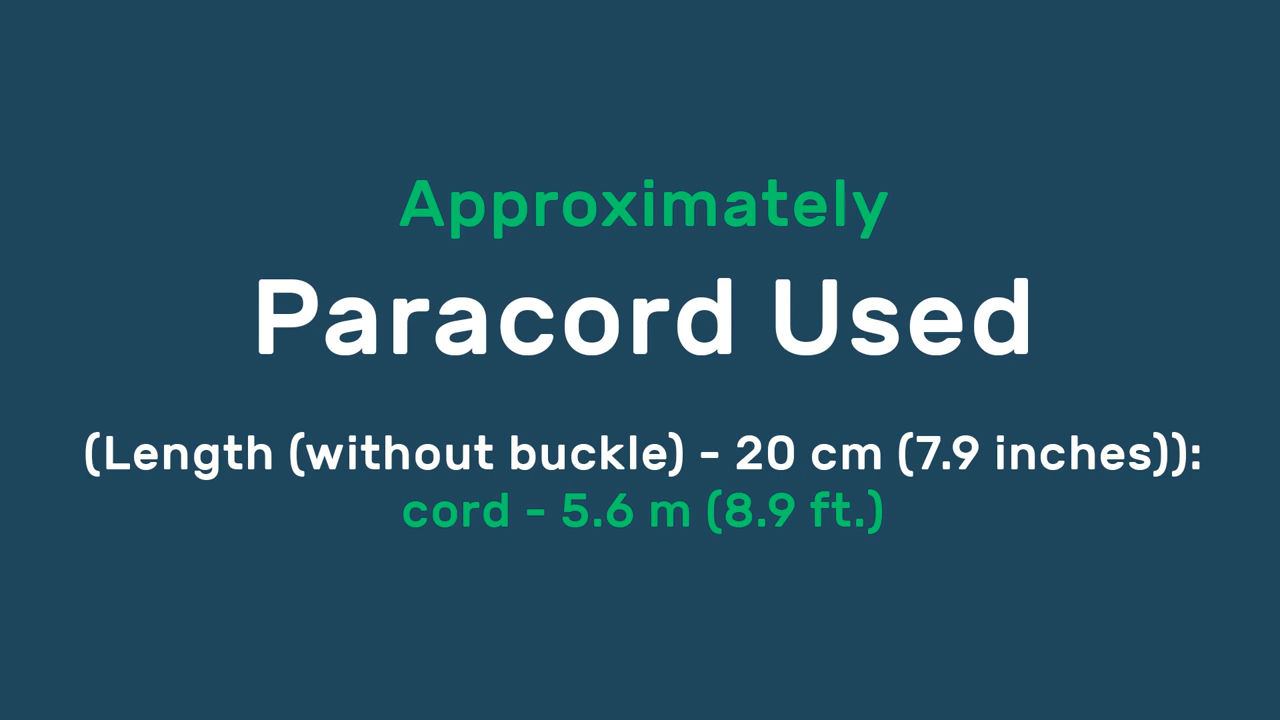 Approximately
Paracord Used
(Length (without buckle) - 20 cm (7.9 inches)):
cord - 5.6 m (8.9 ft.)